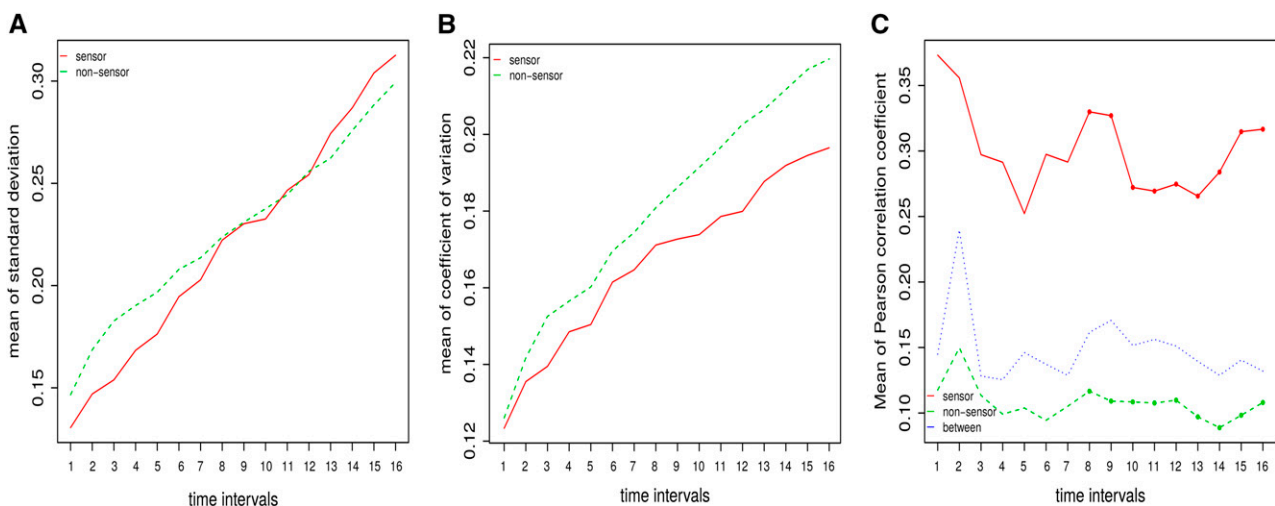 A
sensor
non-sensor
mean of standard deviation
0.30
0.25
0.20
0.15
1 2 3 4 5 6 7 8 9 10 11 12 13 14 15 16
time intervals
B
sensor
non-sensor
mean of coefficient of variation
0.22
0.20
0.18
0.16
0.14
0.12
1 2 3 4 5 6 7 8 9 10 11 12 13 14 15 16
time intervals
C
Mean of Pearson correlation coefficient
0.35
0.30
0.25
0.20
0.15
0.10
sensor
non-sensor
between
1 2 3 4 5 6 7 8 9 10 11 12 13 14 15 16
time intervals